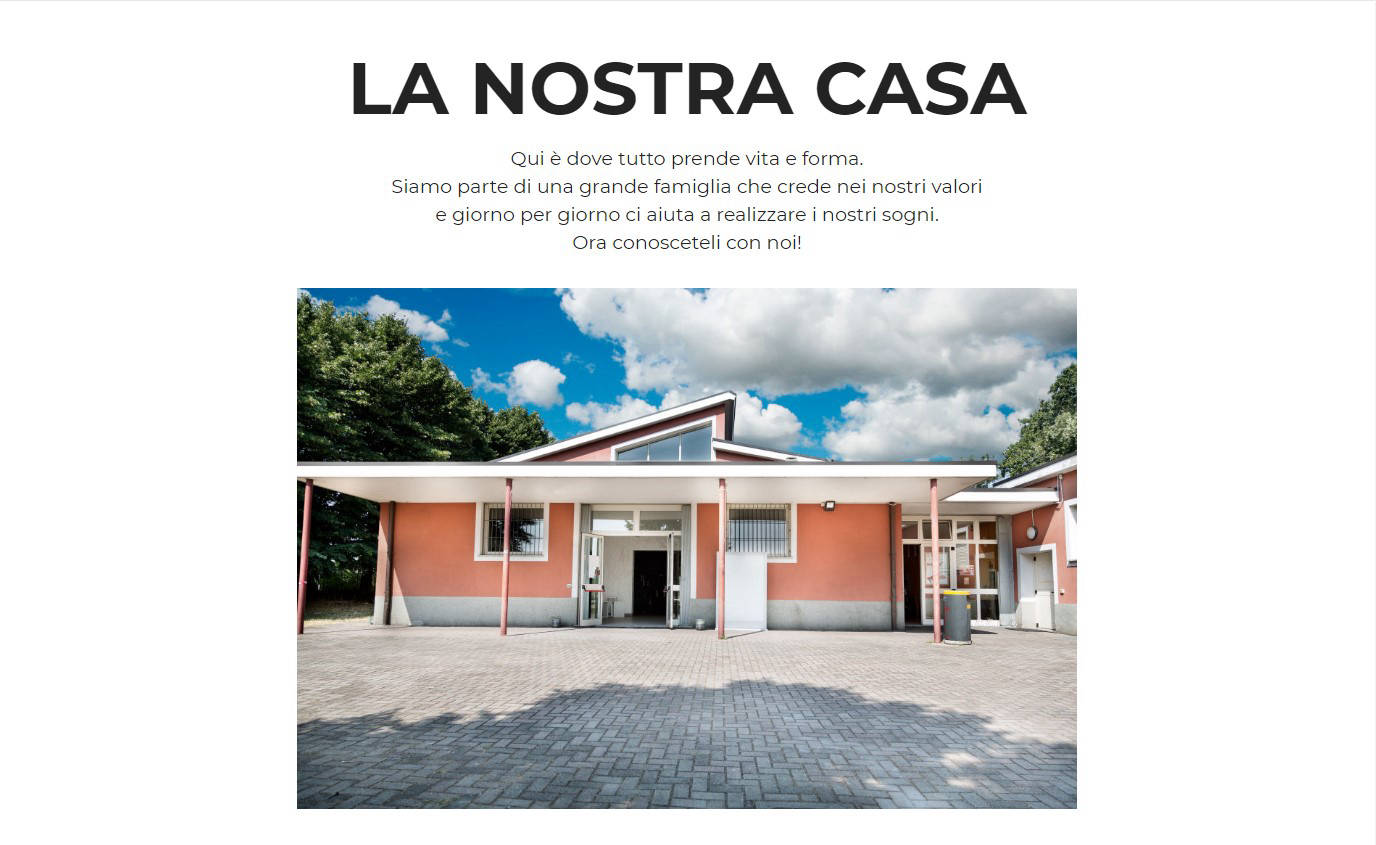 LA NOSTRA CASA
Qui è dove tutto prende vita e forma.
Siamo parte di una grande famiglia che crede nei nostri valori
e giorno per giorno ci aiuta a realizzare i nostri sogni.
Ora conosceteli con noi!